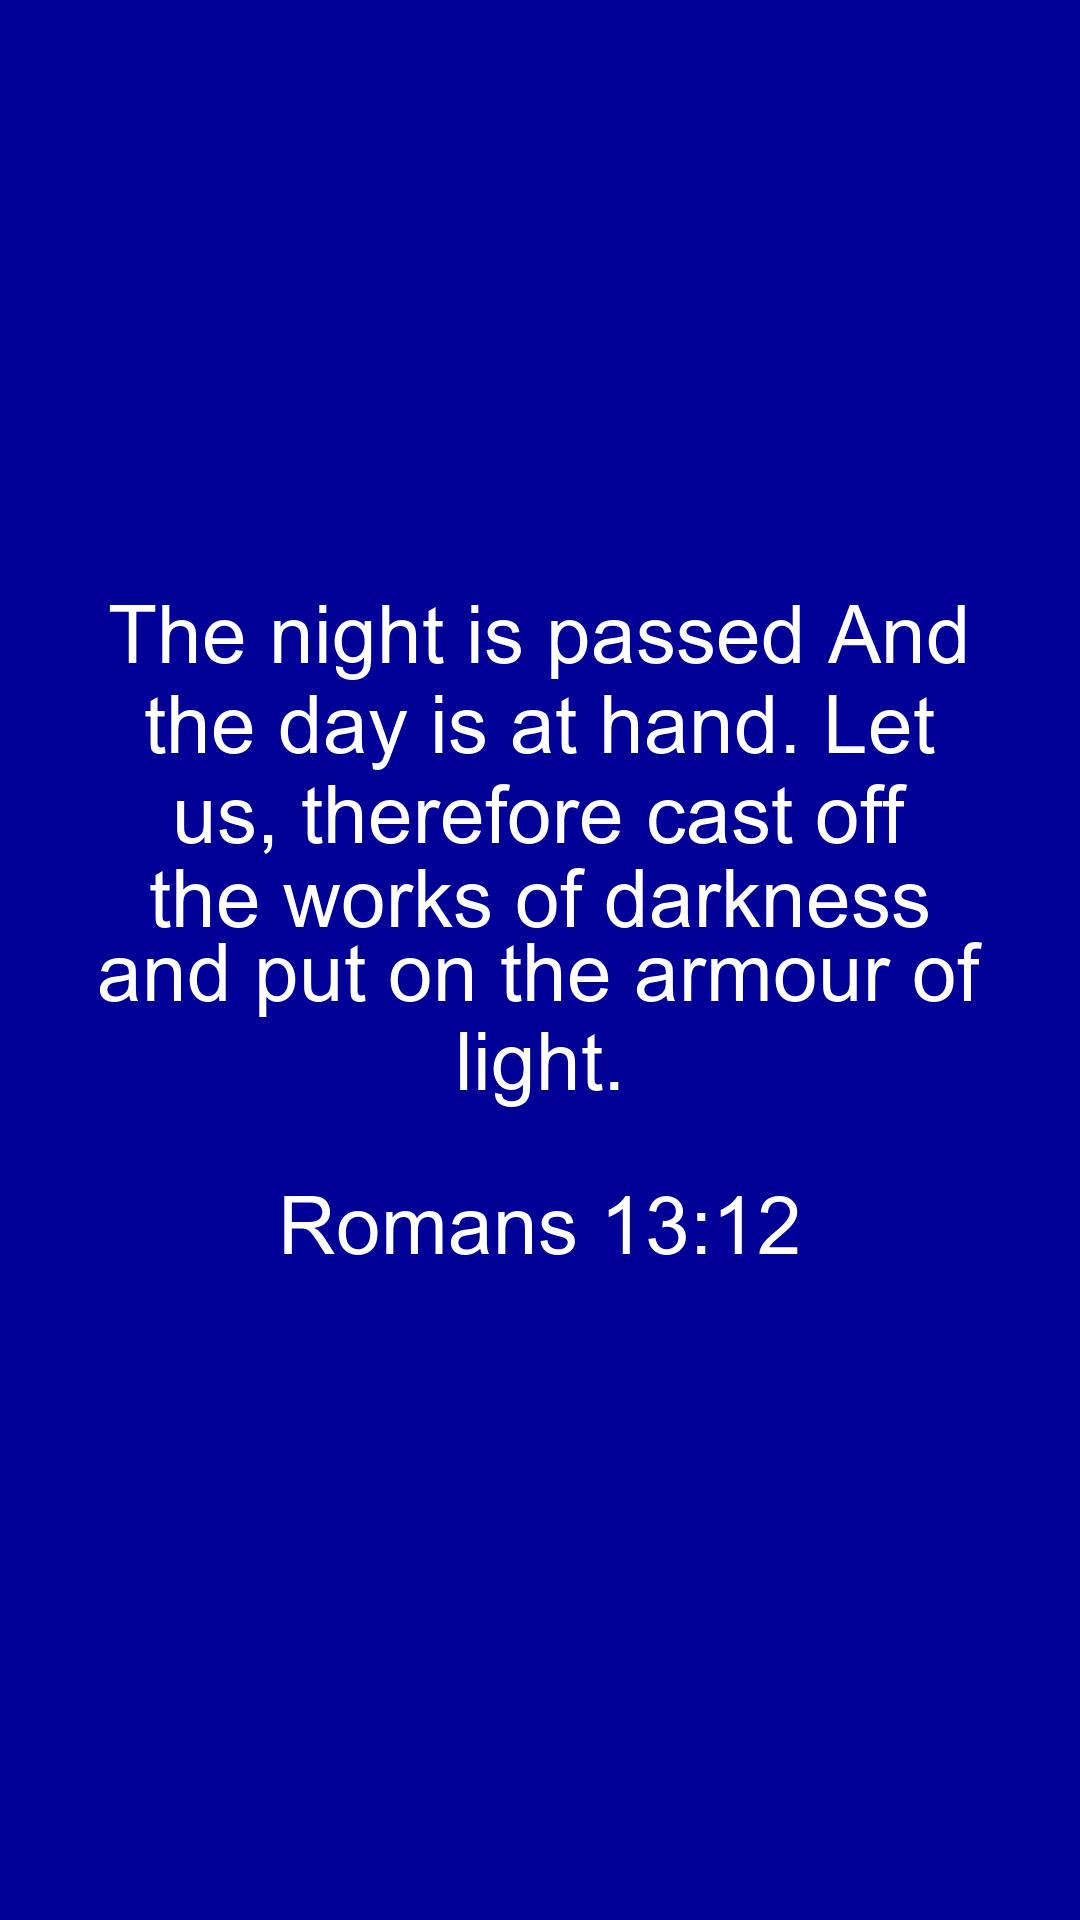 The night is passed And
the day is at hand. Let
us, therefore cast off
the works of darkness
and put on the armour of
light.
Romans 13:12